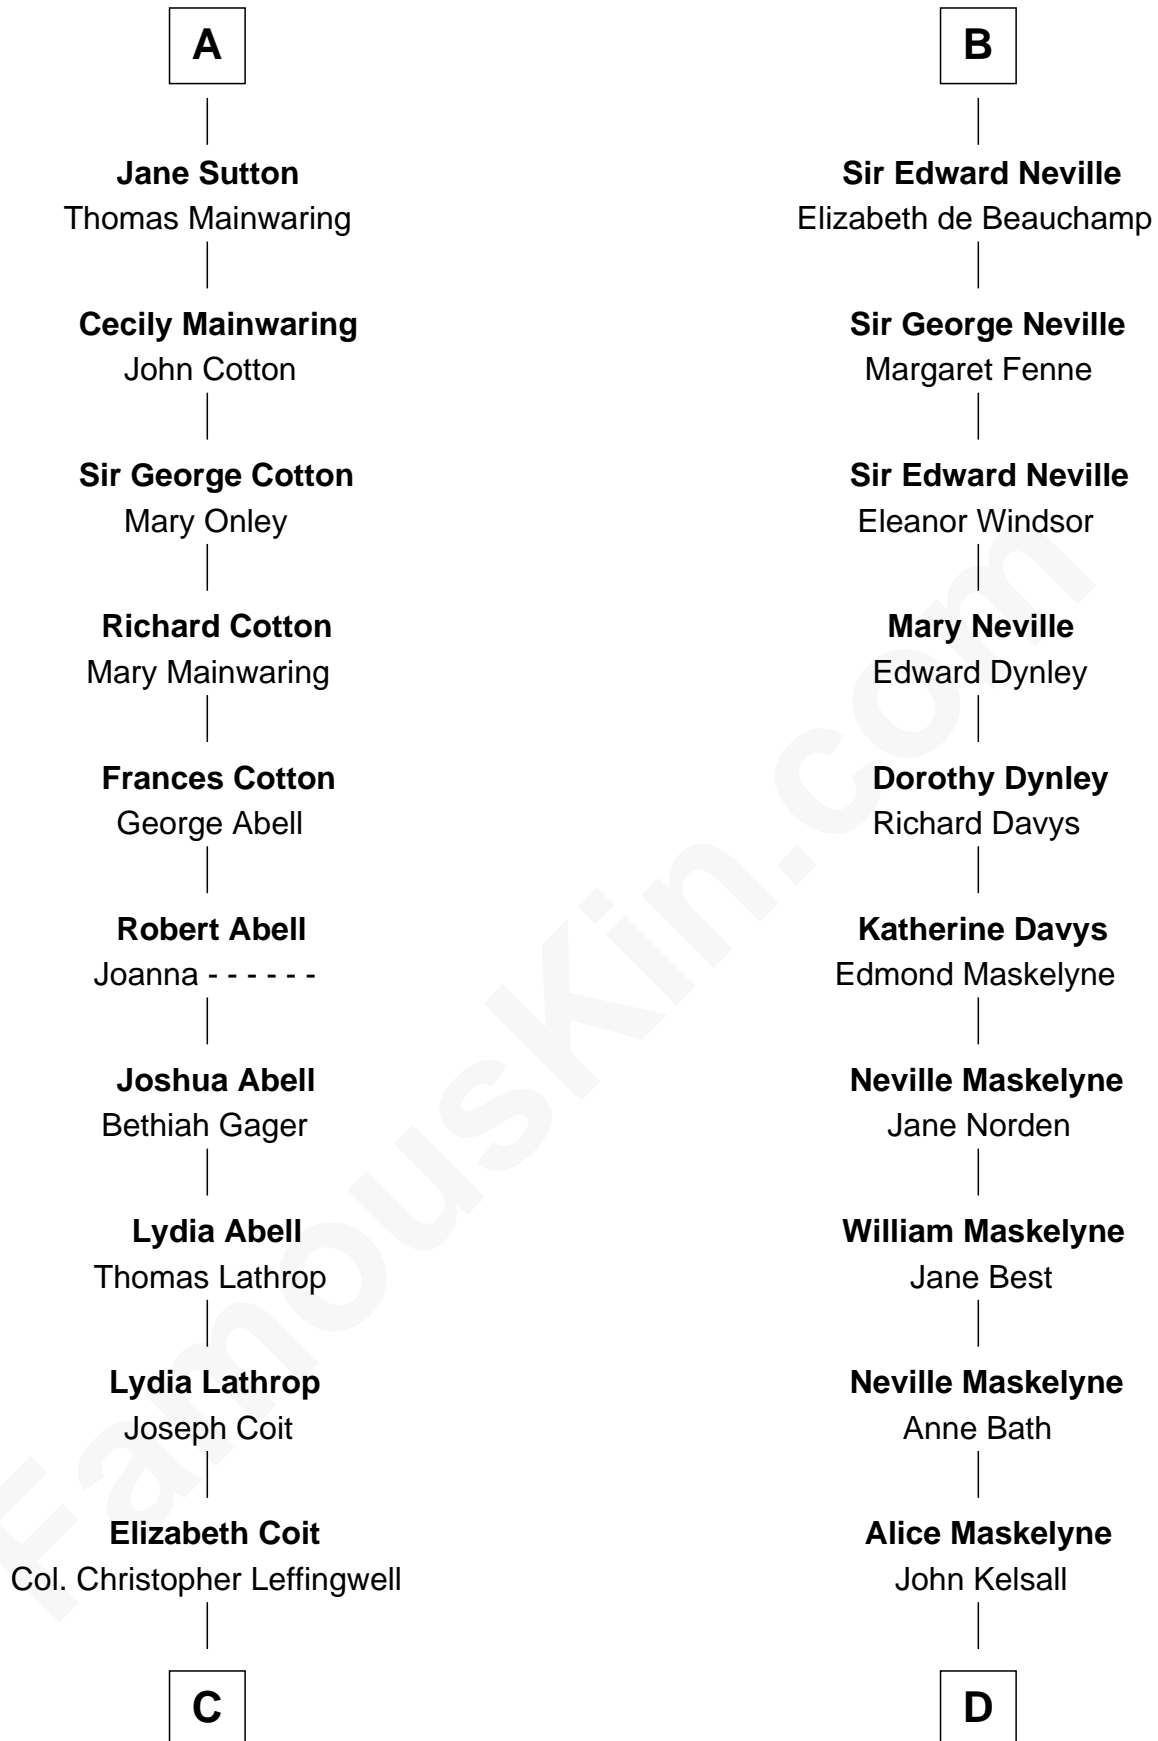 A
Jane Sutton
Thomas Mainwaring
Cecily Mainwaring
John Cotton
Sir George Cotton
Mary Onley
Richard Cotton
Mary Mainwaring
Frances Cotton
George Abell
Robert Abell
Joanna - - - - - -
Joshua Abell
Bethiah Gager
Lydia Abell
Thomas Lathrop
Lydia Lathrop
Joseph Coit
Elizabeth Coit
Col. Christopher Leffingwell
C
B
Sir Edward Neville
Elizabeth de Beauchamp
Sir George Neville
Margaret Fenne
Sir Edward Neville
Eleanor Windsor
Mary Neville
Edward Dynley
Dorothy Dynley
Richard Davys
Katherine Davys
Edmond Maskelyne
Neville Maskelyne
Jane Norden
William Maskelyne
Jane Best
Neville Maskelyne
Anne Bath
Alice Maskelyne
John Kelsall
D
FamousKin.com